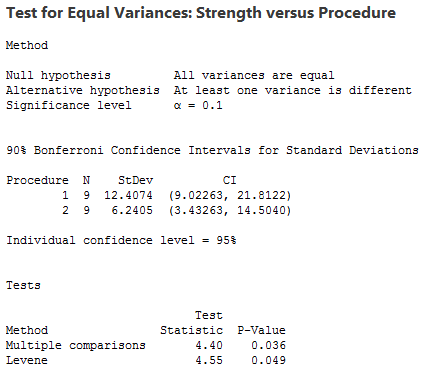 Test for Equal Variances: Strength versus Procedure
Method
Null hypothesis All variances are equal
Alternative hypothesis At least one variance is different
Significance level α = 0.1
90% Bonferroni Confidence Intervals for Standard Deviations
Procedure N StDev CI
1 9 12.4074 (9.02263, 21.8122)
2 9 6.2405 (3.43263, 14.5040)
Individual confidence level = 95%
Tests
Test
Method Statistic P-Value
Multiple comparisons 4.40 0.036
Levene 4.55 0.049